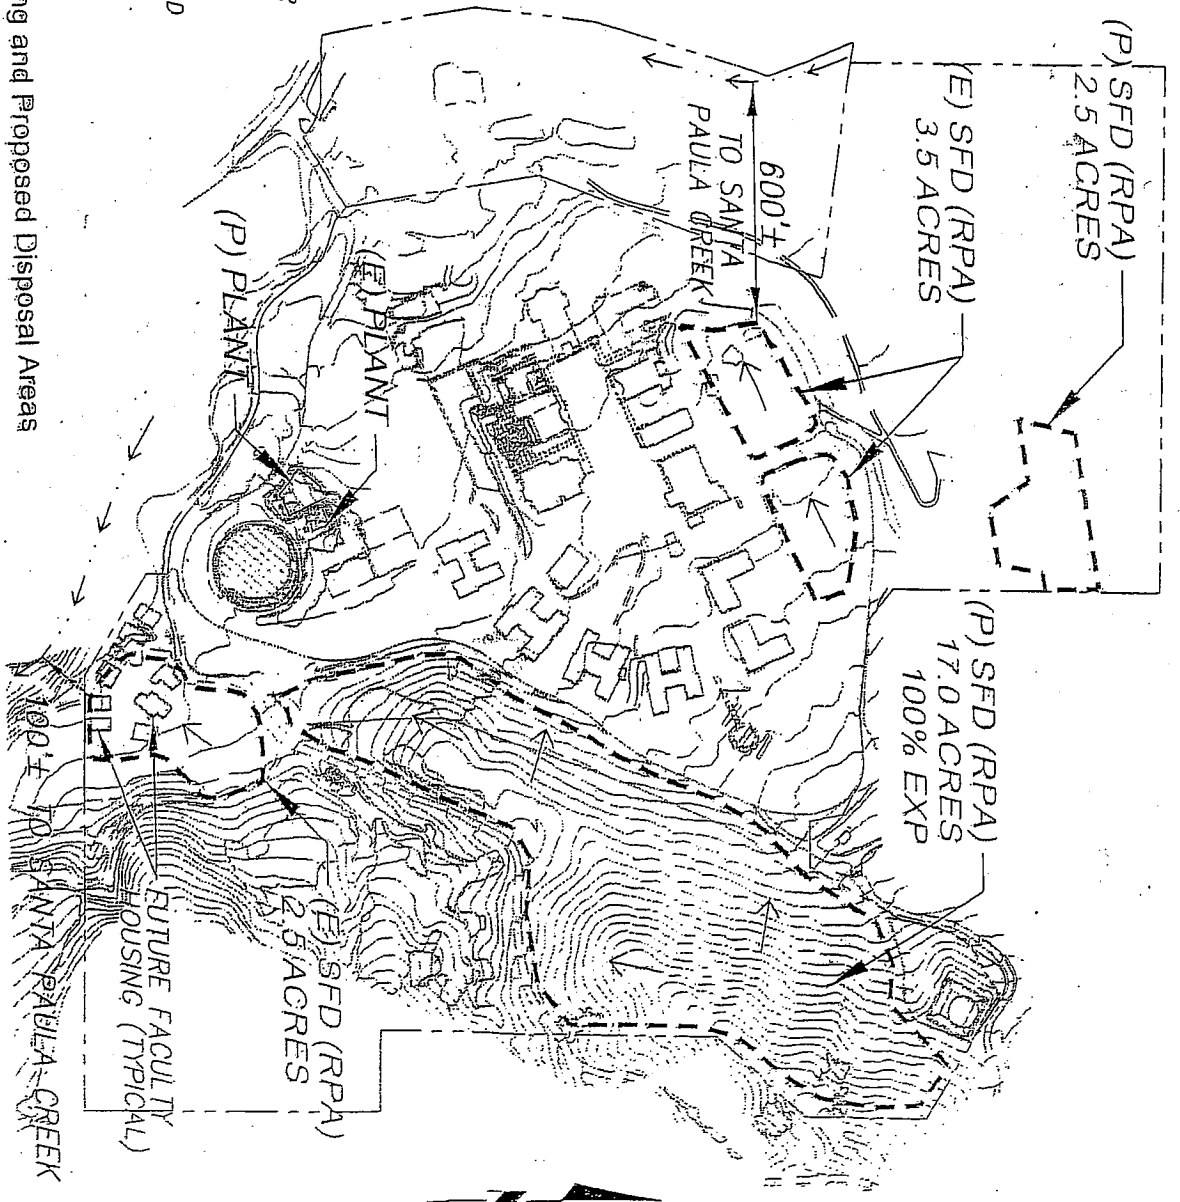 (P) SFD (RPA)
2.5 ACRES
(E) SFD (RPA)
3.5 ACRES
600'±
TO SANTA
PAULA CREEK
(P) SFD (RPA)
17.0 ACRES
100% EXP
(E) PLANT
(P) PLANT
(E) SFD (RPA)
2.5 ACRES
FUTURE FACULTY
HOUSING (TYPICAL)
100'± TO SANTA PAULA CREEK
and Proposed Disposal Areas